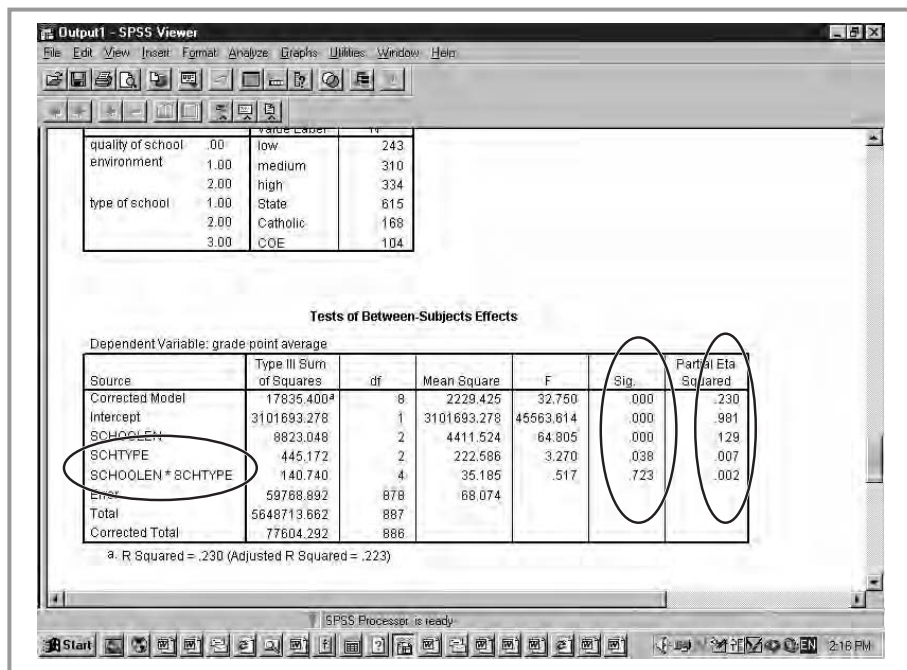 Output1 - SPSS Viewer
File Edit View Insert Format Analyze Graphs Utilities Window Help
Value Label N
quality of school .00 low 243
environment 1.00 medium 310
2.00 high 334
type of school 1.00 State 615
2.00 Catholic 168
3.00 COE 104
Tests of Between-Subjects Effects
Dependent Variable: grade point average
Type III Sum Partial Eta
Source of Squares df Mean Square F Sig. Squared
Corrected Model 17835.400a 8 2229.425 32.750 .000 .230
Intercept 3101693.278 1 3101693.278 45563.614 .000 .981
SCHOOLEN 8823.048 2 4411.524 64.805 .000 .129
SCHTYPE 445.172 2 222.586 3.270 .038 .007
SCHOOLEN * SCHTYPE 140.740 4 35.185 .517 .723 .002
Error 59768.892 878 68.074
Total 5648713.662 887
Corrected Total 77604.292 886
a. R Squared = .230 (Adjusted R Squared = .223)
SPSS Processor is ready
Start EN 2:16 PM